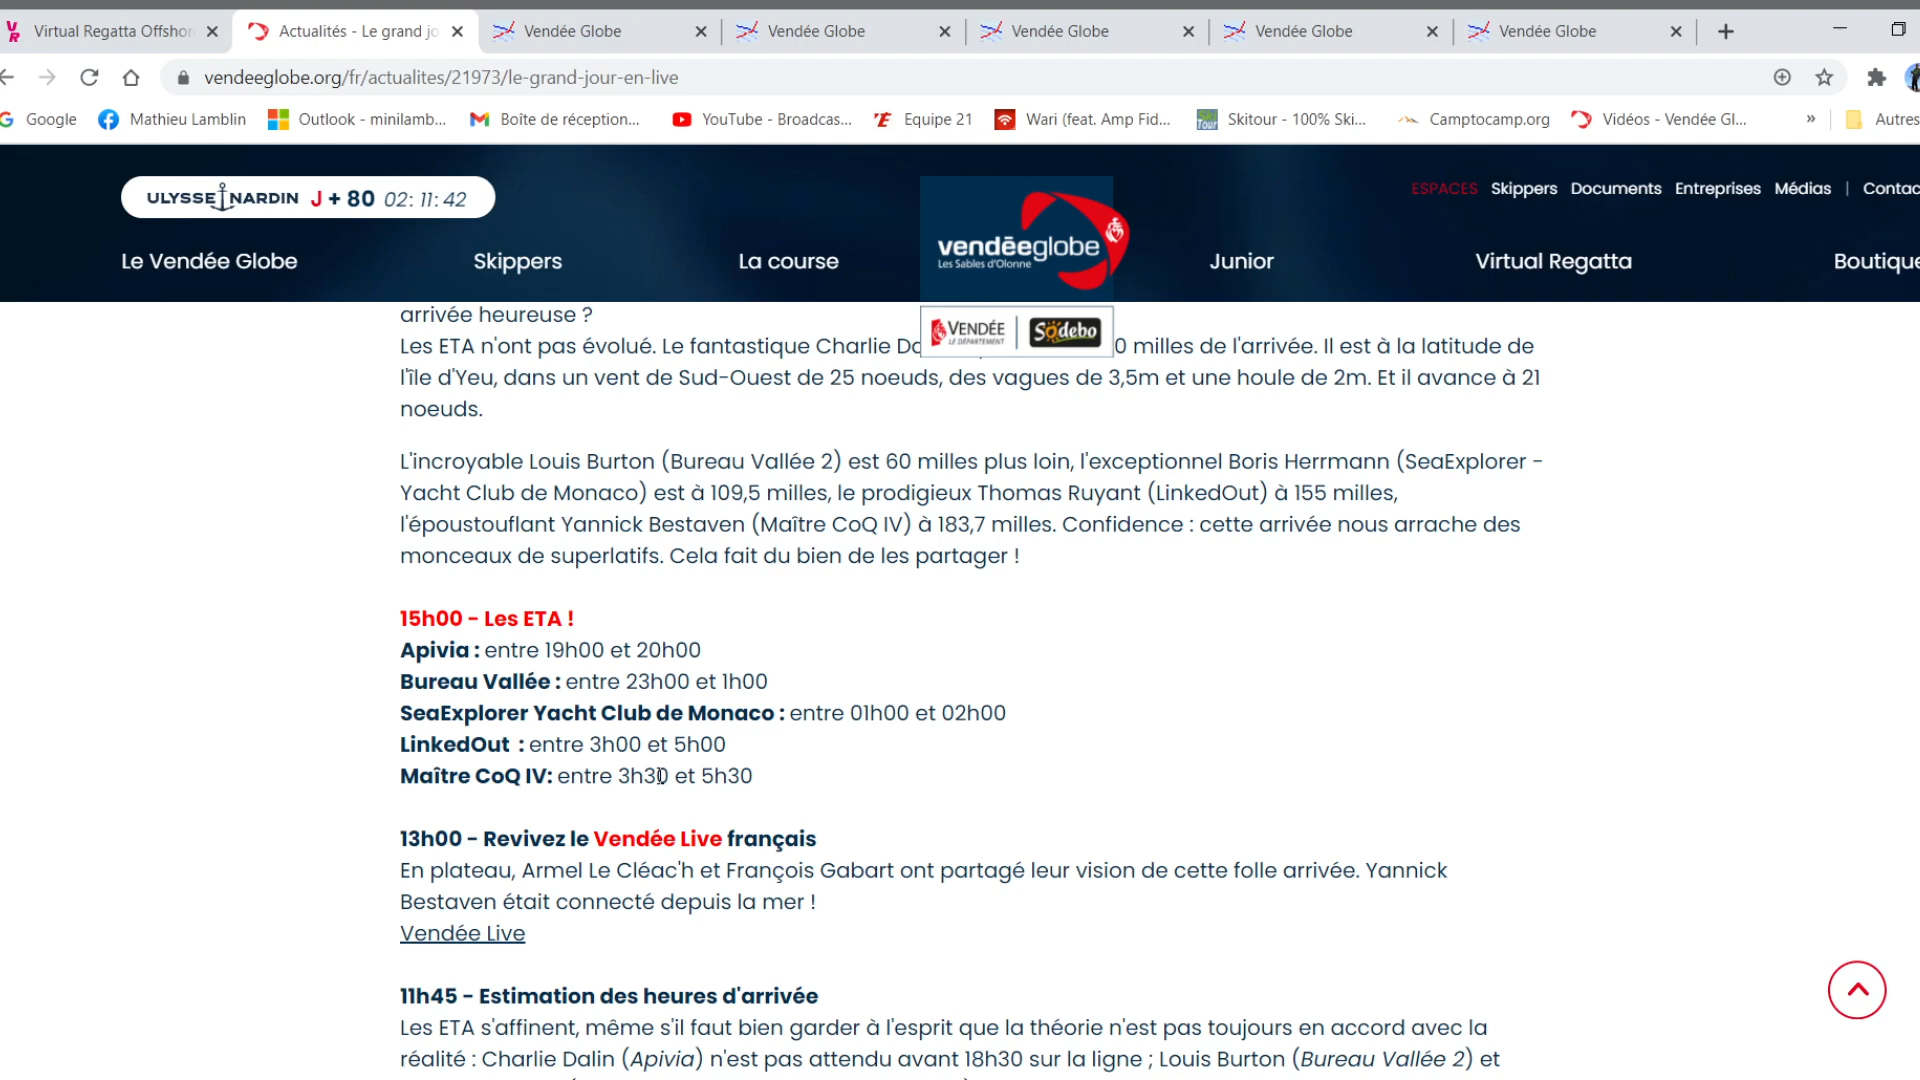 Virtual Regatta Offshor
Actualités - Le grand jo
Vendée Globe
Vendée Globe
Vendée Globe
Vendée Globe
Vendée Globe
vendeeglobe.org/fr/actualites/21973/le-grand-jour-en-live
Google
Mathieu Lamblin
Outlook - minilamb...
Boîte de réception...
YouTube - Broadcas...
Equipe 21
Wari (feat. Amp Fid...
Skitour - 100% Ski...
Camptocamp.org
Vidéos - Vendée Gl...
»
Autres
ULYSSE NARDIN J + 80 02: 11: 42
ESPACES Skippers Documents Entreprises Médias | Contac
Le Vendée Globe
Skippers
La course
vendéeglobe
Les Sables d'Olonne
Junior
Virtual Regatta
Boutique
VENDÉE
LE DÉPARTEMENT
Sodebo
arrivée heureuse ?
Les ETA n'ont pas évolué. Le fantastique Charlie Da 0 milles de l'arrivée. Il est à la latitude de
l'île d'Yeu, dans un vent de Sud-Ouest de 25 noeuds, des vagues de 3,5m et une houle de 2m. Et il avance à 21
noeuds.
L'incroyable Louis Burton (Bureau Vallée 2) est 60 milles plus loin, l'exceptionnel Boris Herrmann (SeaExplorer -
Yacht Club de Monaco) est à 109,5 milles, le prodigieux Thomas Ruyant (LinkedOut) à 155 milles,
l'époustouflant Yannick Bestaven (Maître CoQ IV) à 183,7 milles. Confidence : cette arrivée nous arrache des
monceaux de superlatifs. Cela fait du bien de les partager !
15h00 - Les ETA !
Apivia : entre 19h00 et 20h00
Bureau Vallée : entre 23h00 et 1h00
SeaExplorer Yacht Club de Monaco : entre 01h00 et 02h00
LinkedOut : entre 3h00 et 5h00
Maître CoQ IV: entre 3h30 et 5h30
13h00 - Revivez le Vendée Live français
En plateau, Armel Le Cléac'h et François Gabart ont partagé leur vision de cette folle arrivée. Yannick
Bestaven était connecté depuis la mer !
Vendée Live
11h45 - Estimation des heures d'arrivée
Les ETA s'affinent, même s'il faut bien garder à l'esprit que la théorie n'est pas toujours en accord avec la
réalité : Charlie Dalin (Apivia) n'est pas attendu avant 18h30 sur la ligne ; Louis Burton (Bureau Vallée 2) et